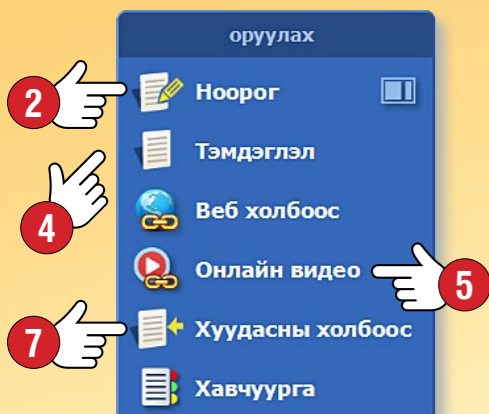 оруулах
2 Ноорог
4 Тэмдэглэл
Веб холбоос
Онлайн видео 5
7 Хуудасны холбоос
Хавчуурга